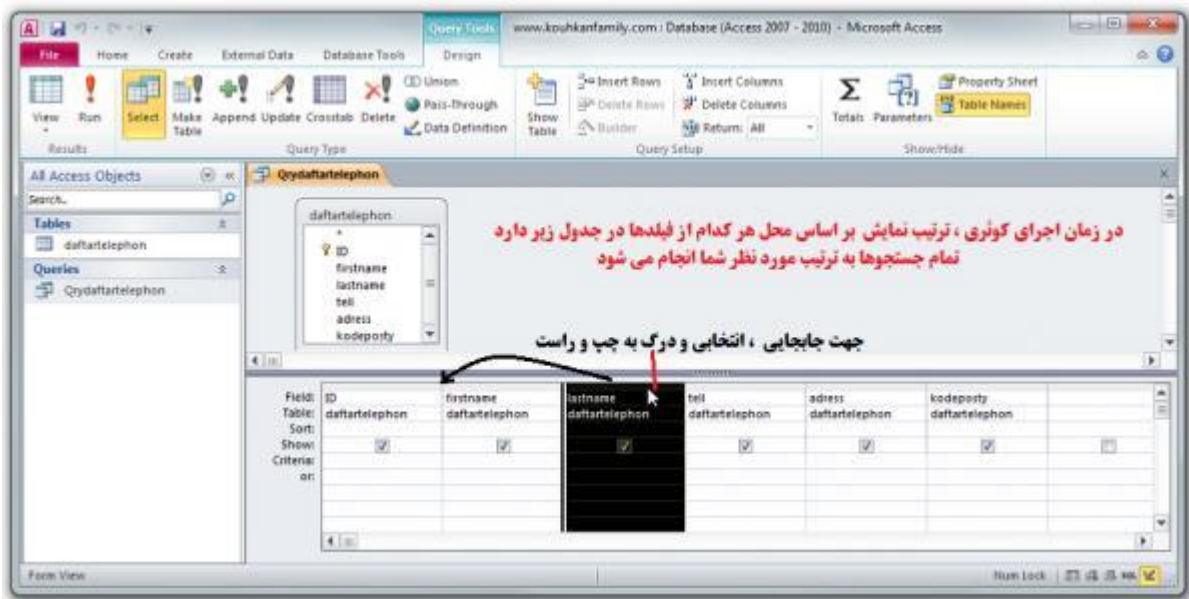 Query Tools
www.kouhkanfamily.com : Database (Access 2007 - 2010) - Microsoft Access
File Home Create External Data Database Tools Design
View Run Select Make Table Append Update Crosstab Delete
Union
Pass-Through
Data Definition
Show Table
Insert Rows
Delete Rows
Builder
Insert Columns
Delete Columns
Return: All
Totals Parameters
Property Sheet
Table Names
Results Query Type Query Setup Show/Hide
All Access Objects
Search..
Tables
daftartelephon
Queries
Qrydaftartelephon
Qrydaftartelephon
daftartelephon
*
ID
firstname
lastname
tell
adress
kodeposty
در زمان اجرای کوئری ، ترتیب نمایش بر اساس محل هر کدام از فیلدها در جدول زیر دارد
تمام جستجوها به ترتیب مورد نظر شما انجام می شود
جهت جابجایی ، انتخابی و درگ به چپ و راست
Field: ID firstname lastname tell adress kodeposty
Table: daftartelephon daftartelephon daftartelephon daftartelephon daftartelephon daftartelephon
Sort:
Show:
Criteria:
or:
Form View Num Lock SQL